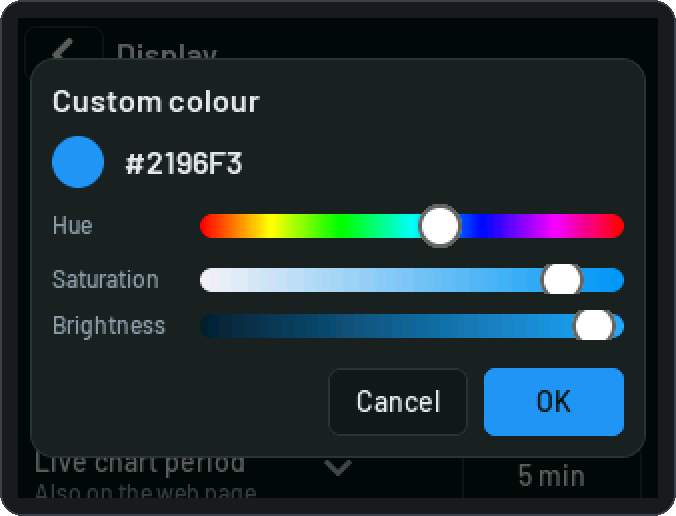 Display
Custom colour
#2196F3
Hue
Saturation
Brightness
Cancel OK
Live chart period 5 min
Also on the web page